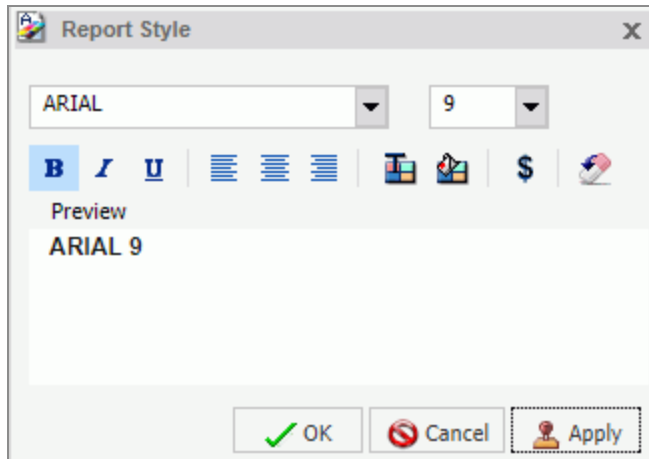 Report Style
ARIAL 9
B I U $
Preview
ARIAL 9
OK Cancel Apply